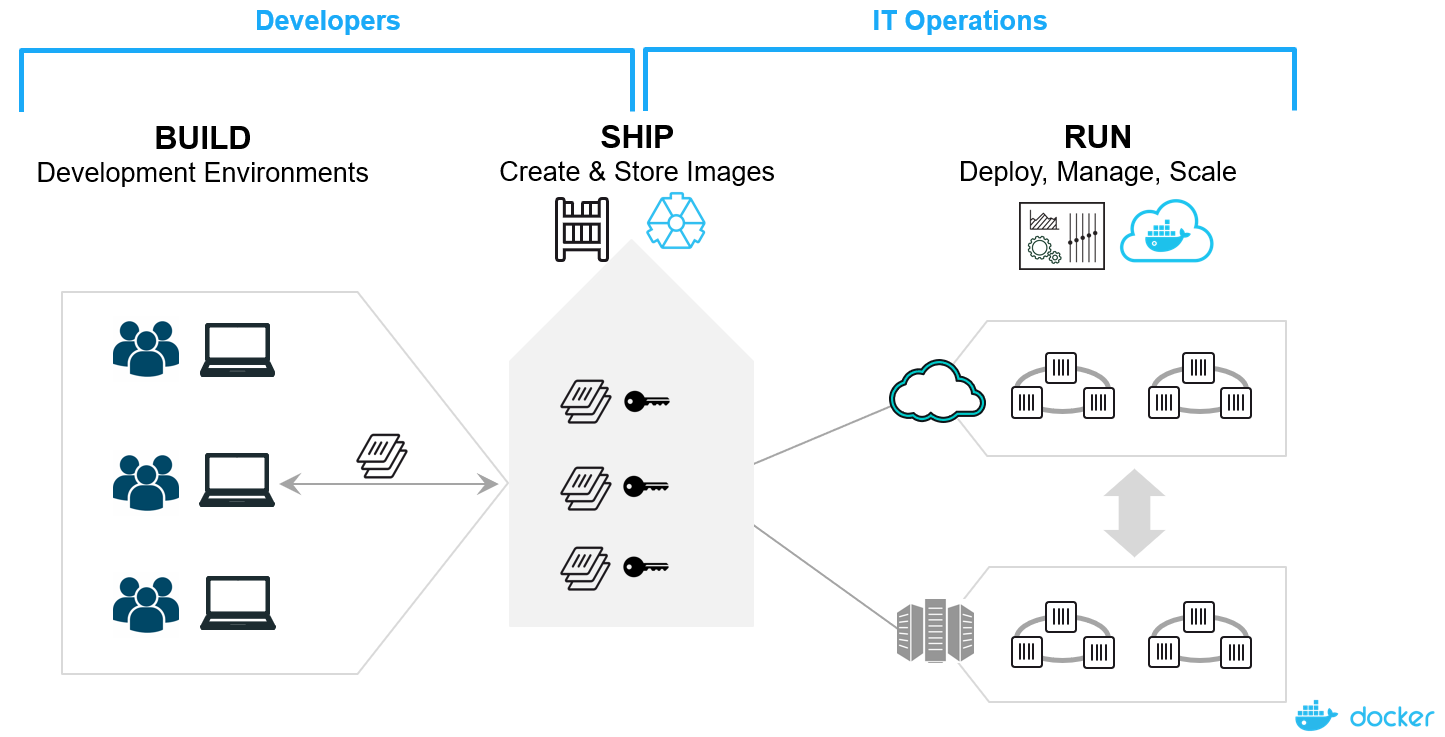 Developers
IT Operations
BUILD
Development Environments
SHIP
Create & Store Images
RUN
Deploy, Manage, Scale
docker